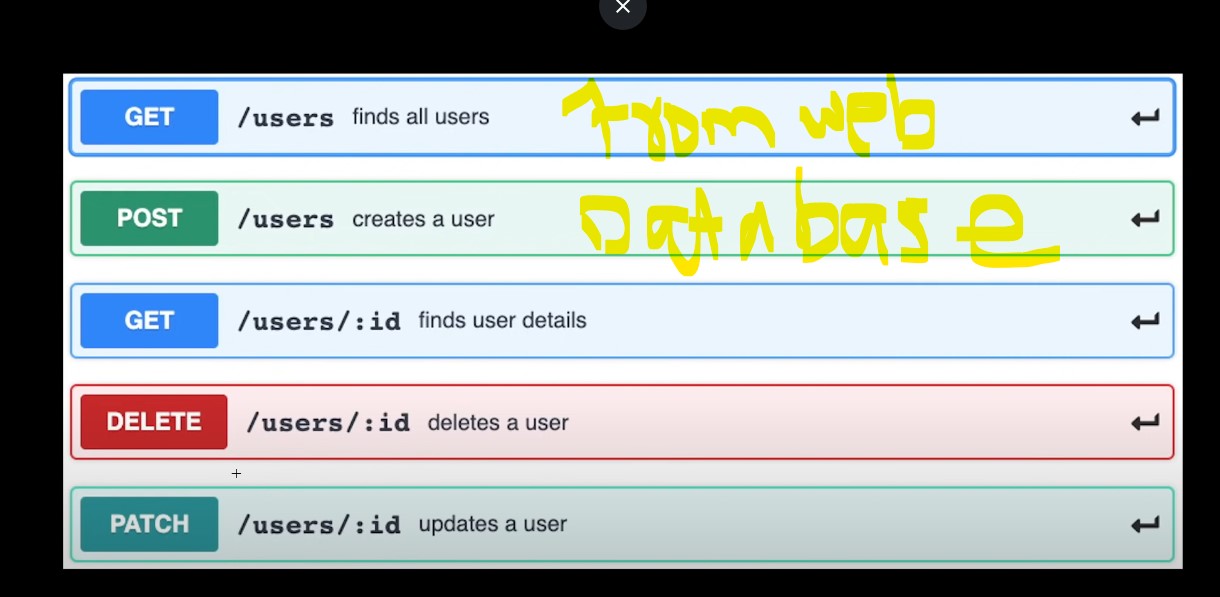 GET /users finds all users from web
POST /users creates a user Database
GET /users/:id finds user details
DELETE /users/:id deletes a user
PATCH /users/:id updates a user